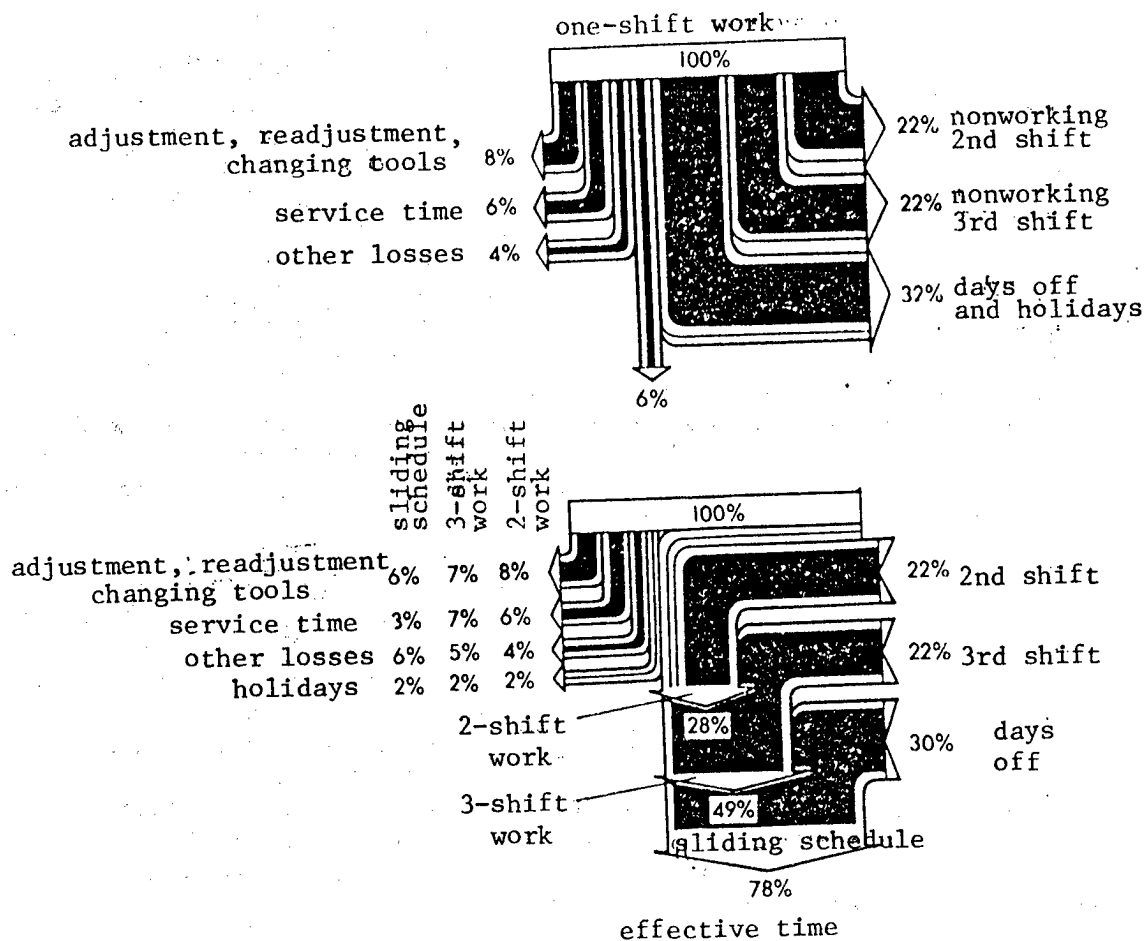 one-shift work
100%
adjustment, readjustment,
changing tools 8%
service time 6%
other losses 4%
22% nonworking
2nd shift
22% nonworking
3rd shift
32% days off
and holidays
6%
sliding
schedule
3-shift
work
2-shift
work
100%
adjustment, readjustment 6% 7% 8%
changing tools
service time 3% 7% 6%
other losses 6% 5% 4%
holidays 2% 2% 2%
22% 2nd shift
22% 3rd shift
30% days
off
2-shift
work
28%
3-shift
work
49%
sliding schedule
78%
effective time